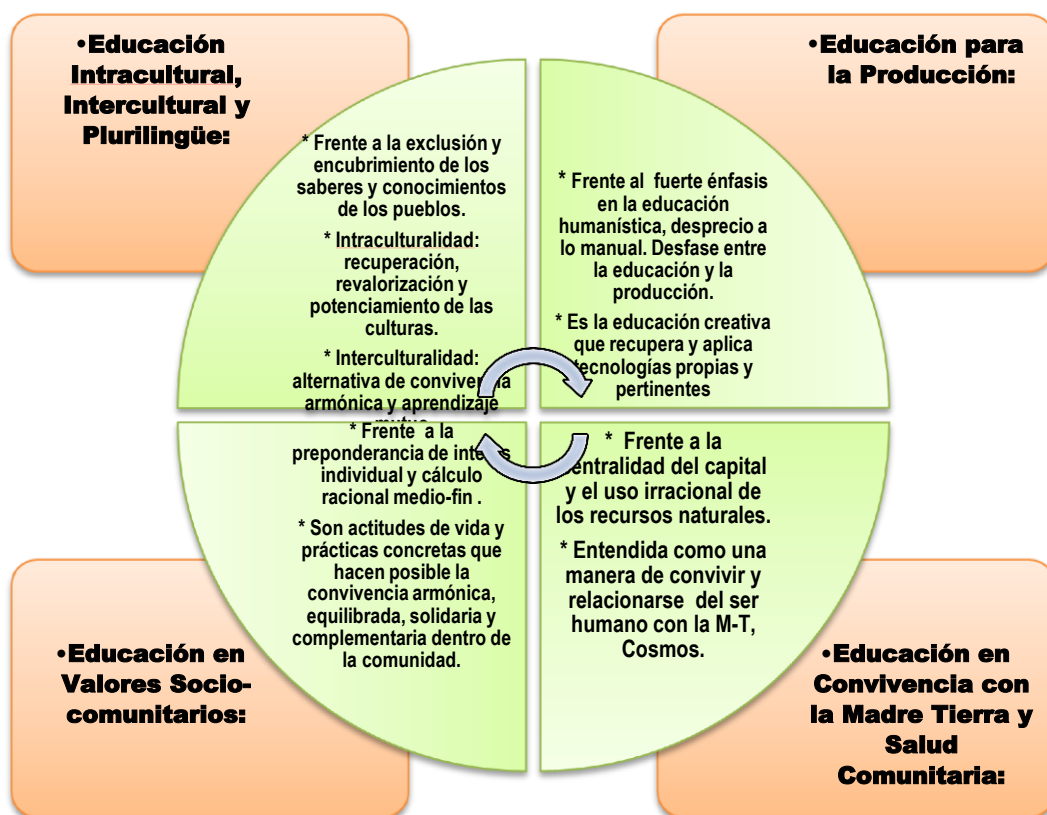 •Educación
Intracultural,
Intercultural y
Plurilingüe:
* Frente a la exclusión y
encubrimiento de los
saberes y conocimientos
de los pueblos.
* Intraculturalidad:
recuperación,
revalorización y
potenciamiento de las
culturas.
* Interculturalidad:
alternativa de convivencia
armónica y aprendizaje
mutuo
•Educación para
la Producción:
* Frente al fuerte énfasis
en la educación
humanística, desprecio a
lo manual. Desfase entre
la educación y la
producción.
* Es la educación creativa
que recupera y aplica
tecnologías propias y
pertinentes
* Frente a la
preponderancia de interés
individual y cálculo
racional medio-fin .
* Son actitudes de vida y
prácticas concretas que
hacen posible la
convivencia armónica,
equilibrada, solidaria y
complementaria dentro de
la comunidad.
•Educación en
Valores Socio-
comunitarios:
* Frente a la
centralidad del capital
y el uso irracional de
los recursos naturales.
* Entendida como una
manera de convivir y
relacionarse del ser
humano con la M-T,
Cosmos.
•Educación en
Convivencia con
la Madre Tierra y
Salud
Comunitaria: